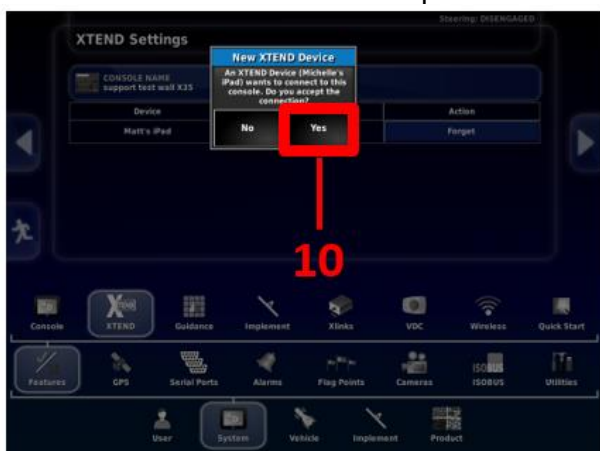 Steering: DISENGAGED
XTEND Settings
New XTEND Device
An XTEND Device (Michelle's
iPad) wants to connect to this
console. Do you accept the
connection?
No
Yes
CONSOLE NAME
support test wall X35
Device
Action
Matt's iPad
Forget
10
Console
XTEND
Guidance
Implement
Xlinks
VDC
Wireless
Quick Start
Features
GPS
Serial Ports
Alarms
Flag Points
Cameras
ISOBUS
Utilities
User
System
Vehicle
Implement
Product